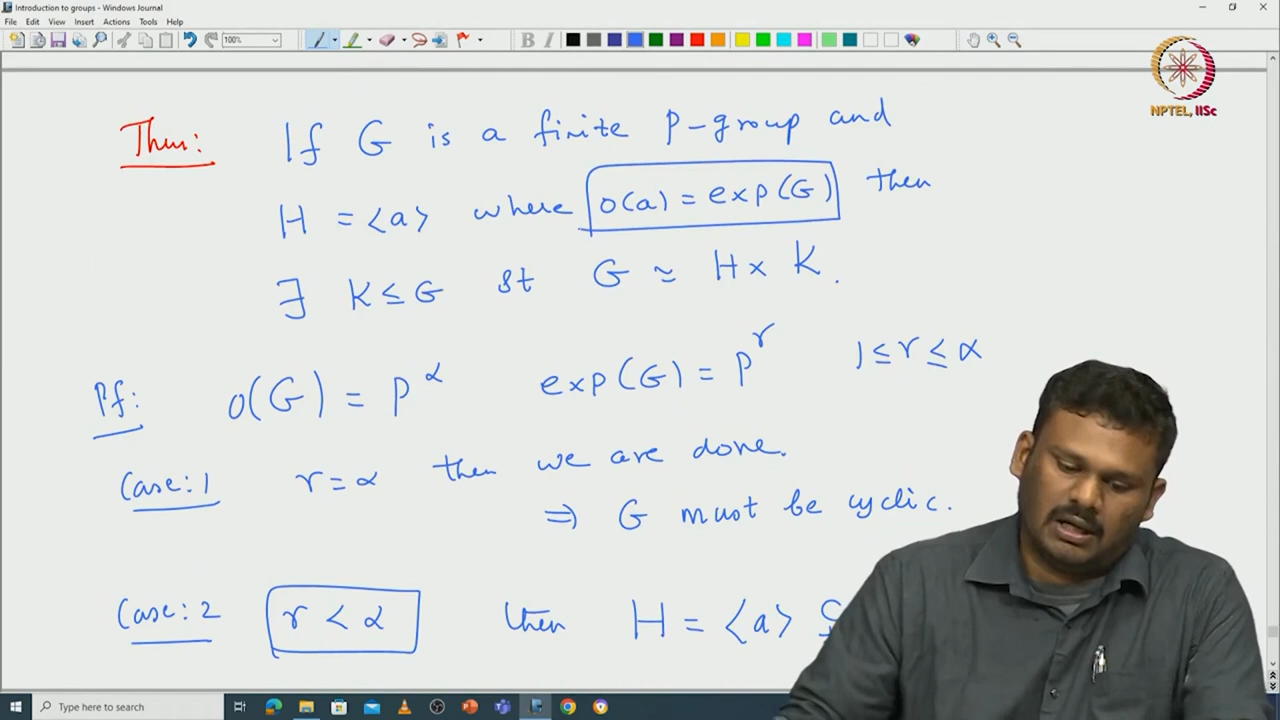 Introduction to groups - Windows Journal
File Edit View Insert Actions Tools Help
100%
B I
NPTEL, IISc
Thm: If G is a finite p-group and
H = <a> where o(a) = exp(G) then
∃ K ≤ G st G ≃ H × K.
Pf: o(G) = p^α exp(G) = p^r 1 ≤ r ≤ α
Case: 1 r = α then we are done.
⇒ G must be cyclic.
Case: 2 r < α then H = <a>
Type here to search